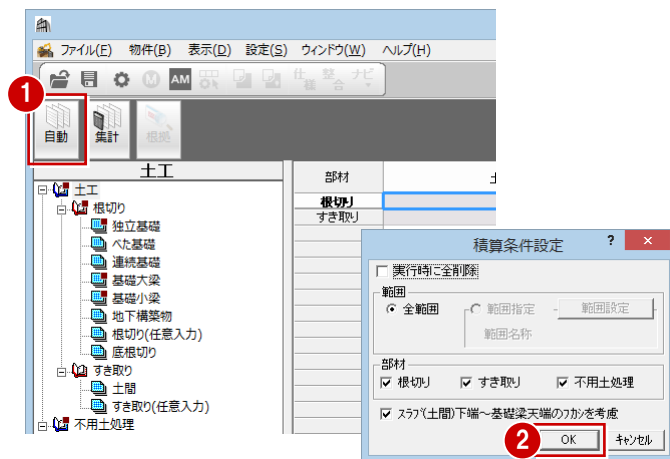 ファイル(F) 物件(B) 表示(D) 設定(S) ウィンドウ(W) ヘルプ(H)
M AM 仕様 整合 ナビ
1
自動 集計 根拠
土工
土工
根切り
独立基礎
べた基礎
連続基礎
基礎大梁
基礎小梁
地下構築物
根切り(任意入力)
底根切り
すき取り
土間
すき取り(任意入力)
不用土処理
部材
根切り
すき取り
積算条件設定 ? ×
実行時に全削除
範囲
全範囲 範囲指定 範囲設定
範囲名称
部材
根切り すき取り 不用土処理
スラブ(土間)下端～基礎梁天端のフカシを考慮
2
OK キャンセル